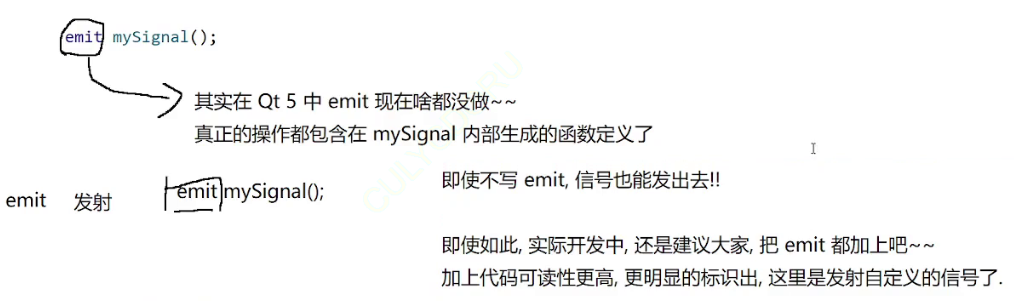 emit mySignal();
其实在 Qt 5 中 emit 现在啥都没做~~
真正的操作都包含在 mySignal 内部生成的函数定义了
emit 发射 emit mySignal();
即使不写 emit, 信号也能发出去!!
即使如此, 实际开发中, 还是建议大家, 把 emit 都加上吧~~
加上代码可读性更高, 更明显的标识出, 这里是发射自定义的信号了.